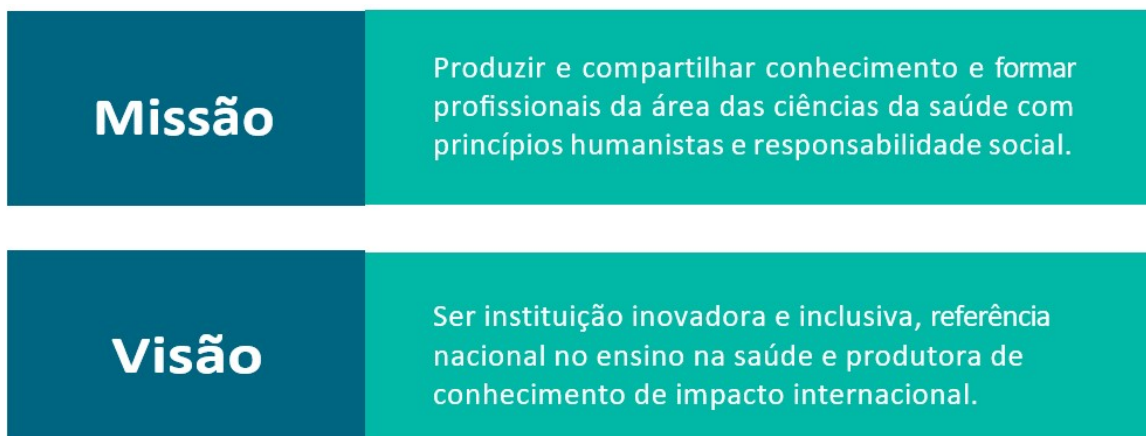 Missão
Produzir e compartilhar conhecimento e formar
profissionais da área das ciências da saúde com
princípios humanistas e responsabilidade social.
Visão
Ser instituição inovadora e inclusiva, referência
nacional no ensino na saúde e produtora de
conhecimento de impacto internacional.